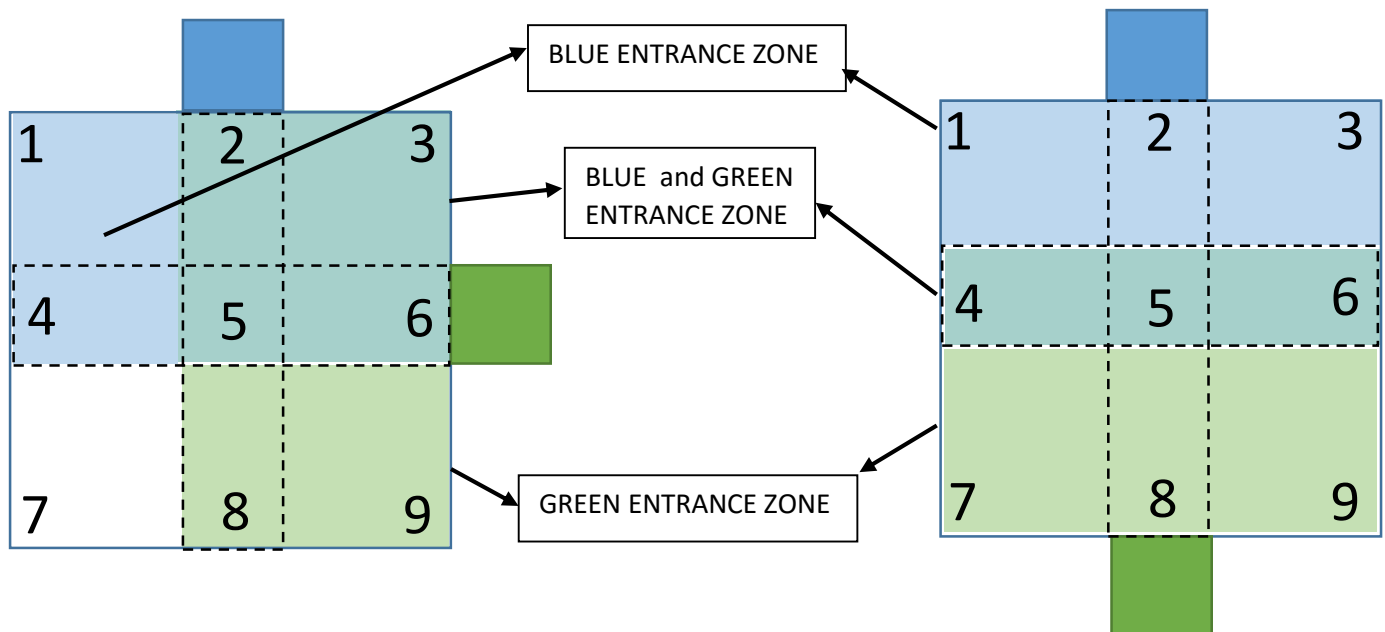 BLUE ENTRANCE ZONE
1 2 3
BLUE and GREEN
ENTRANCE ZONE
4 5 6
7 8 9
GREEN ENTRANCE ZONE
1 2 3
4 5 6
7 8 9